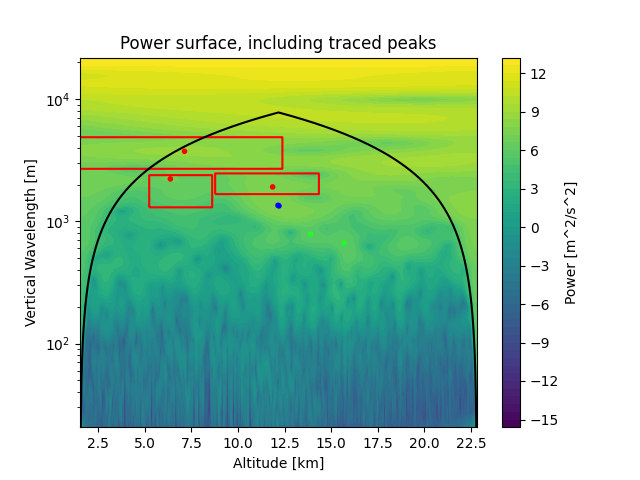 Power surface, including traced peaks
Vertical Wavelength [m]
10^4
10^3
10^2
2.5 5.0 7.5 10.0 12.5 15.0 17.5 20.0 22.5
Altitude [km]
12
9
6
3
0
−3
−6
−9
−12
−15
Power [m^2/s^2]